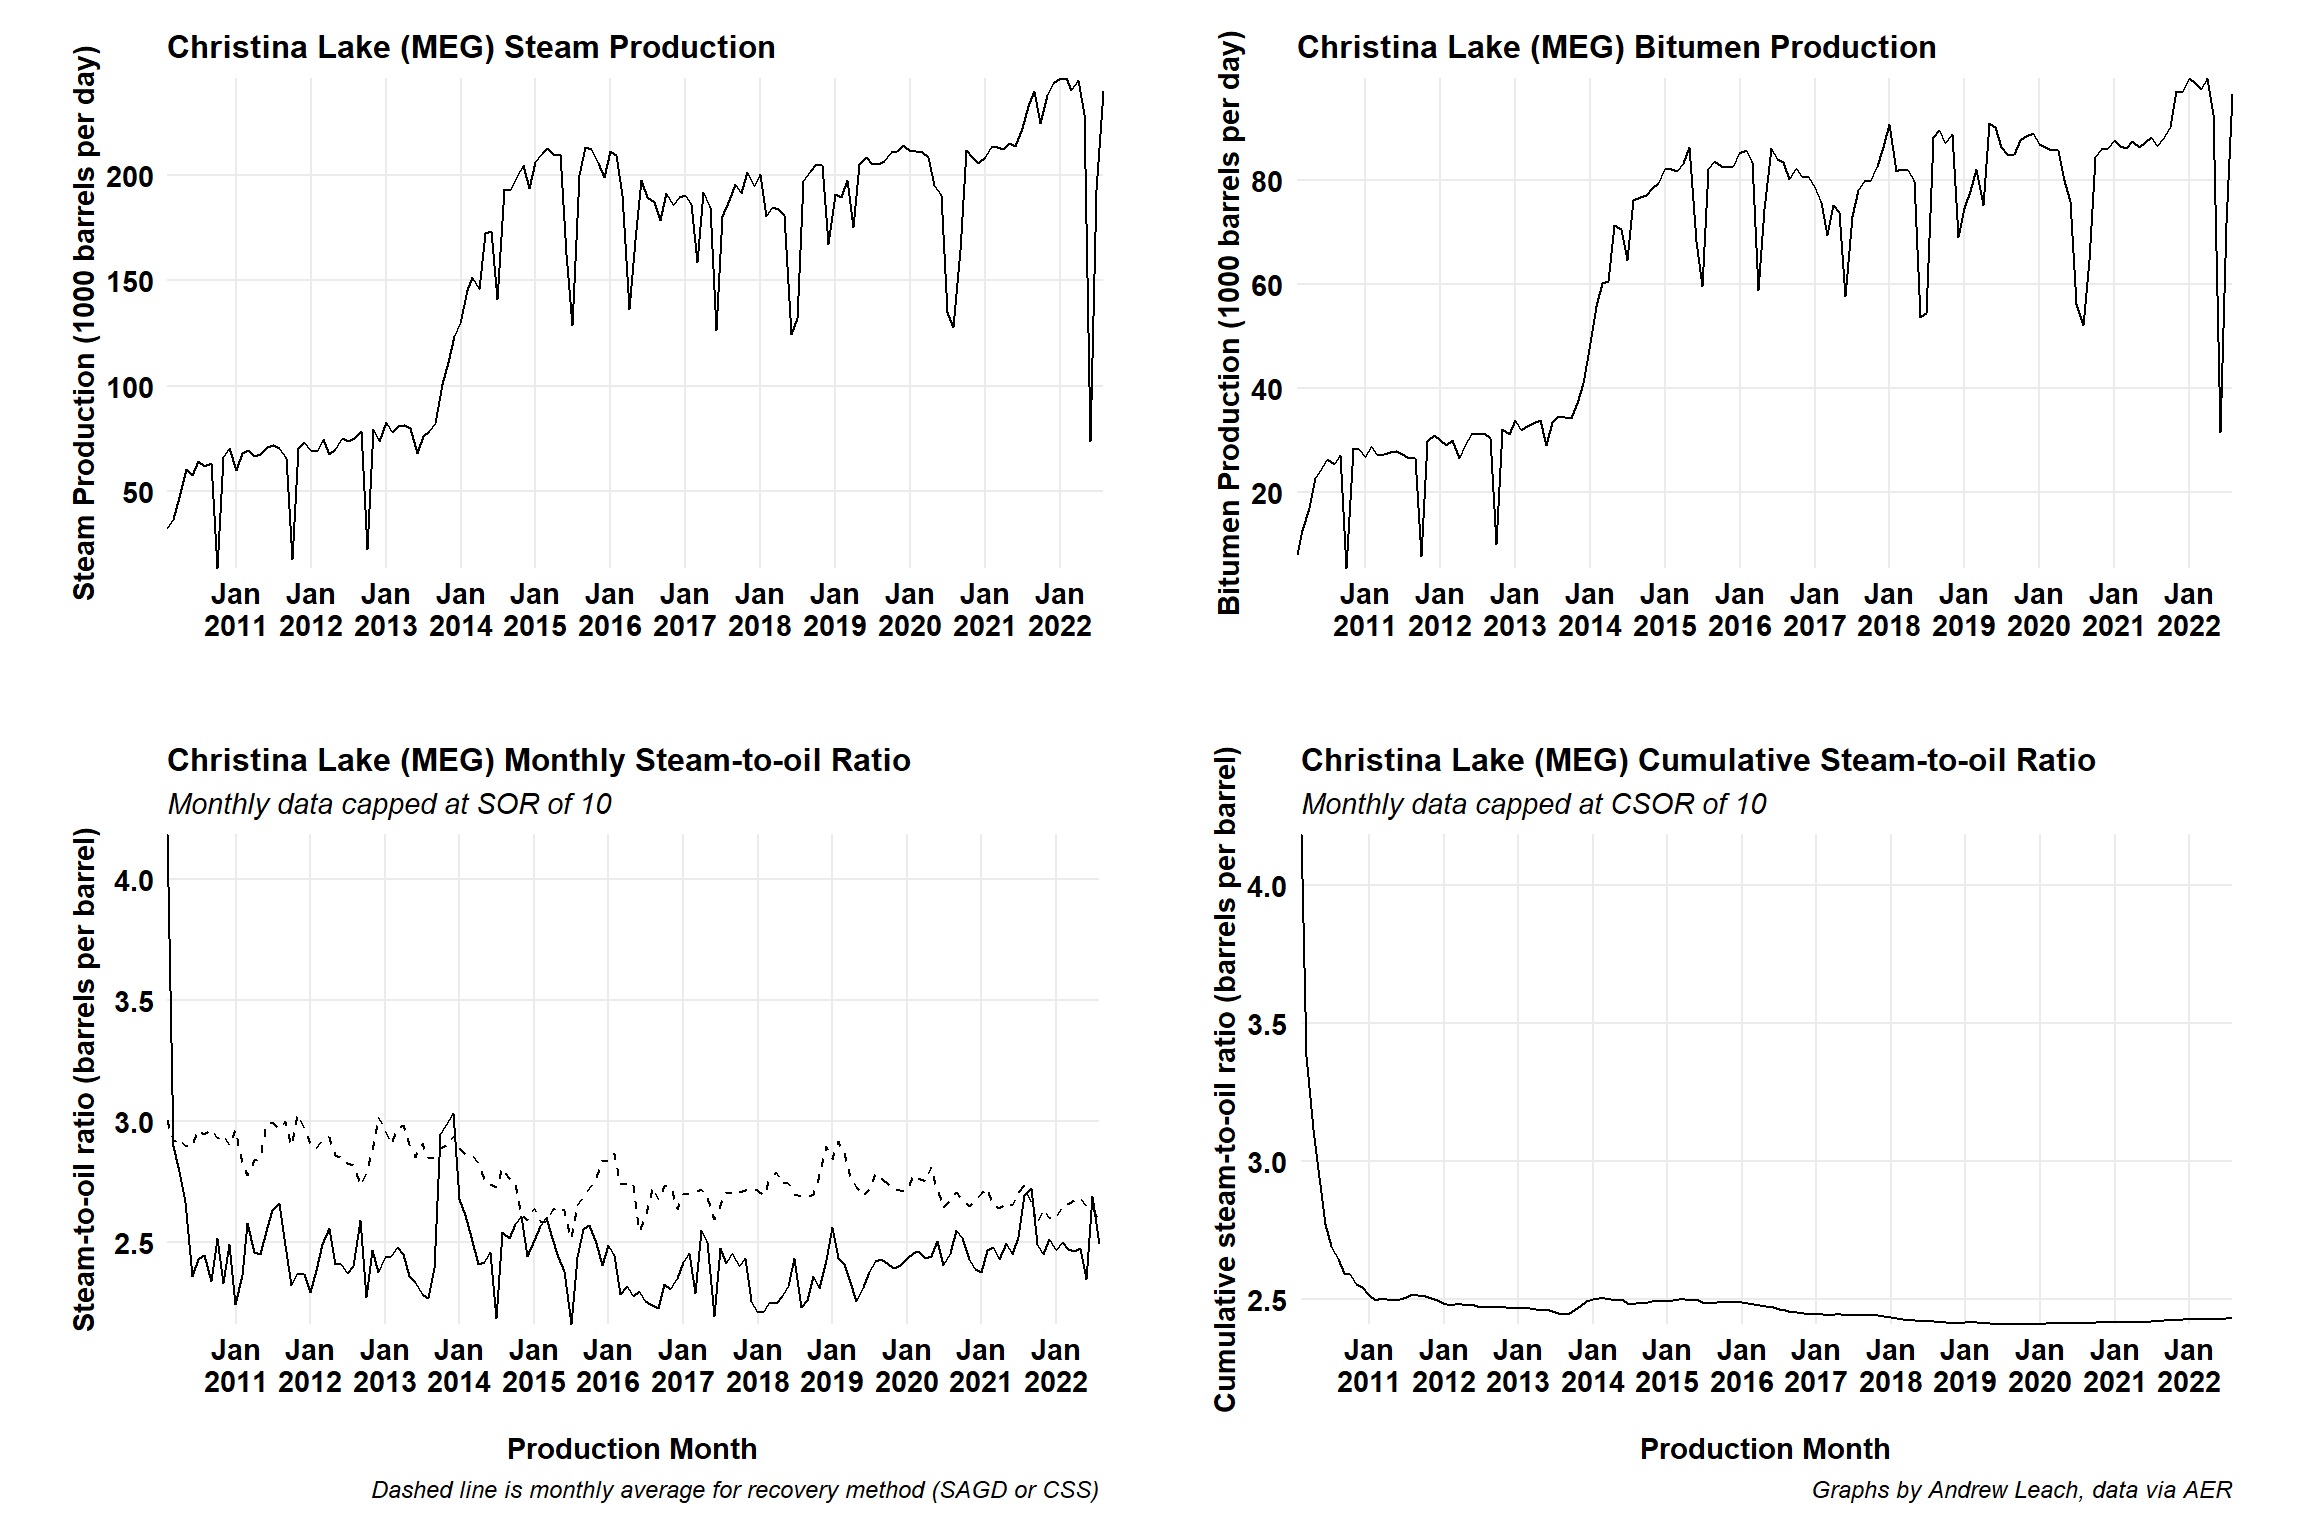 Christina Lake (MEG) Steam Production
Steam Production (1000 barrels per day)
200
150
100
50
Jan Jan Jan Jan Jan Jan Jan Jan Jan Jan Jan Jan
2011 2012 2013 2014 2015 2016 2017 2018 2019 2020 2021 2022
Christina Lake (MEG) Bitumen Production
Bitumen Production (1000 barrels per day)
80
60
40
20
Jan Jan Jan Jan Jan Jan Jan Jan Jan Jan Jan Jan
2011 2012 2013 2014 2015 2016 2017 2018 2019 2020 2021 2022
Christina Lake (MEG) Monthly Steam-to-oil Ratio
Monthly data capped at SOR of 10
Steam-to-oil ratio (barrels per barrel)
4.0
3.5
3.0
2.5
Jan Jan Jan Jan Jan Jan Jan Jan Jan Jan Jan Jan
2011 2012 2013 2014 2015 2016 2017 2018 2019 2020 2021 2022
Production Month
Dashed line is monthly average for recovery method (SAGD or CSS)
Christina Lake (MEG) Cumulative Steam-to-oil Ratio
Monthly data capped at CSOR of 10
Cumulative steam-to-oil ratio (barrels per barrel)
4.0
3.5
3.0
2.5
Jan Jan Jan Jan Jan Jan Jan Jan Jan Jan Jan Jan
2011 2012 2013 2014 2015 2016 2017 2018 2019 2020 2021 2022
Production Month
Graphs by Andrew Leach, data via AER